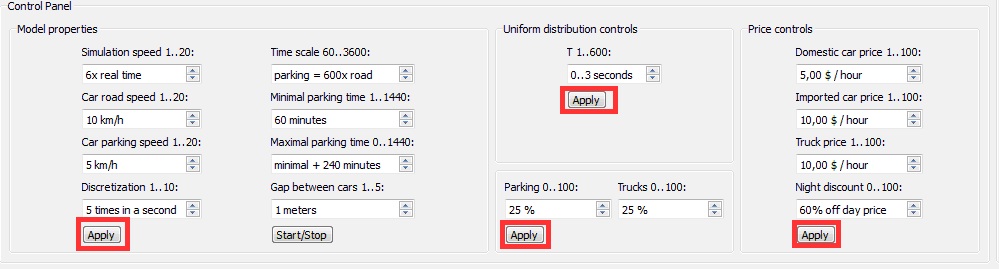 Control Panel
Model properties
Simulation speed 1..20:
6x real time
Car road speed 1..20:
10 km/h
Car parking speed 1..20:
5 km/h
Discretization 1..10:
5 times in a second
Apply
Time scale 60..3600:
parking = 600x road
Minimal parking time 1..1440:
60 minutes
Maximal parking time 0..1440:
minimal + 240 minutes
Gap between cars 1..5:
1 meters
Start/Stop
Uniform distribution controls
T 1..600:
0..3 seconds
Apply
Parking 0..100:
25 %
Apply
Trucks 0..100:
25 %
Price controls
Domestic car price 1..100:
5,00 $ / hour
Imported car price 1..100:
10,00 $ / hour
Truck price 1..100:
10,00 $ / hour
Night discount 0..100:
60% off day price
Apply